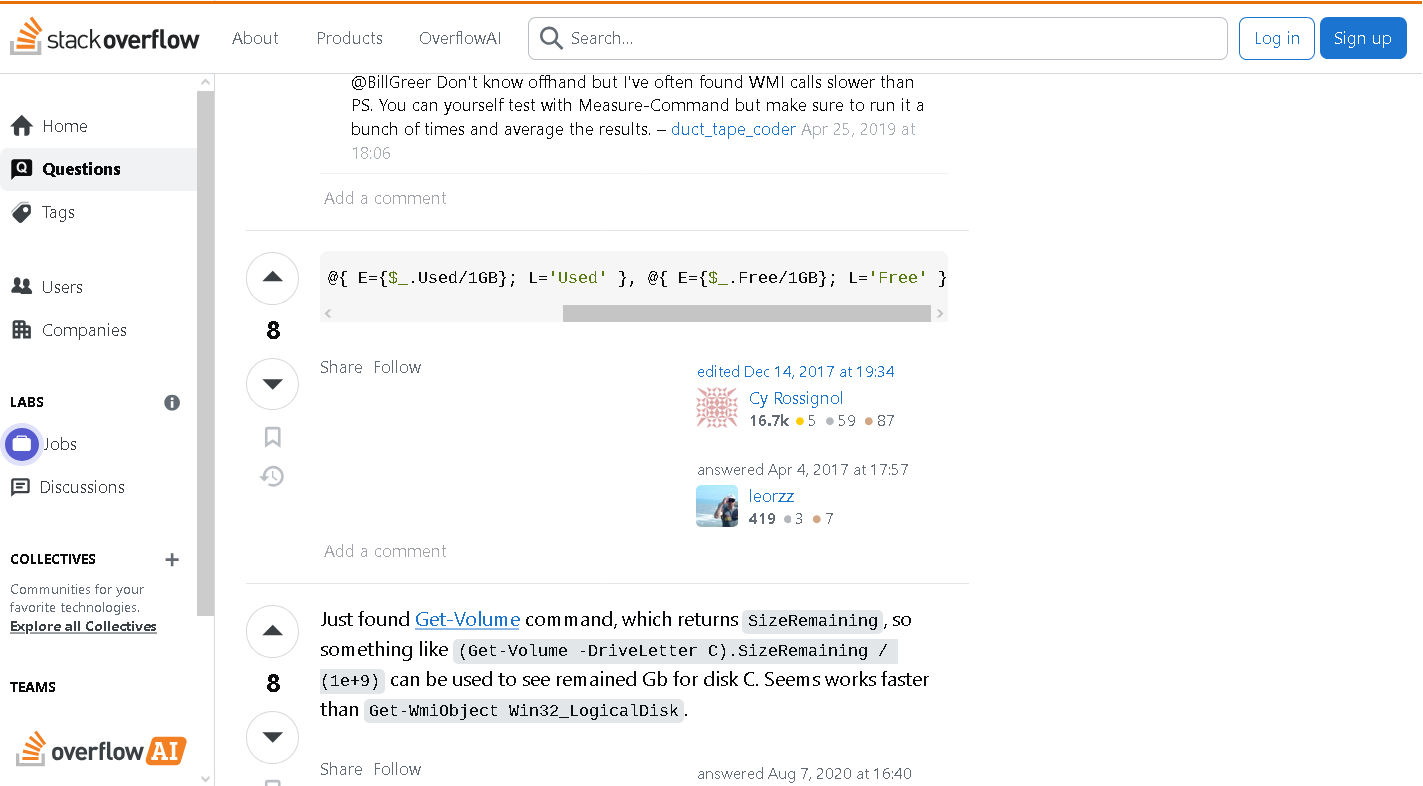 stack overflow
About
Products
OverflowAI
Search…
Log in
Sign up
Home
Questions
Tags
Users
Companies
LABS
Jobs
Discussions
COLLECTIVES
Communities for your
favorite technologies.
Explore all Collectives
TEAMS
overflow AI
@BillGreer Don't know offhand but I've often found WMI calls slower than
PS. You can yourself test with Measure-Command but make sure to run it a
bunch of times and average the results. – duct_tape_coder Apr 25, 2019 at
18:06
Add a comment
8
@{ E={$_.Used/1GB}; L='Used' }, @{ E={$_.Free/1GB}; L='Free' }
Share Follow
edited Dec 14, 2017 at 19:34
Cy Rossignol
16.7k 5 59 87
answered Apr 4, 2017 at 17:57
leorzz
419 3 7
Add a comment
8
Just found Get-Volume command, which returns SizeRemaining, so
something like (Get-Volume -DriveLetter C).SizeRemaining /
(1e+9) can be used to see remained Gb for disk C. Seems works faster
than Get-WmiObject Win32_LogicalDisk.
Share Follow
answered Aug 7, 2020 at 16:40